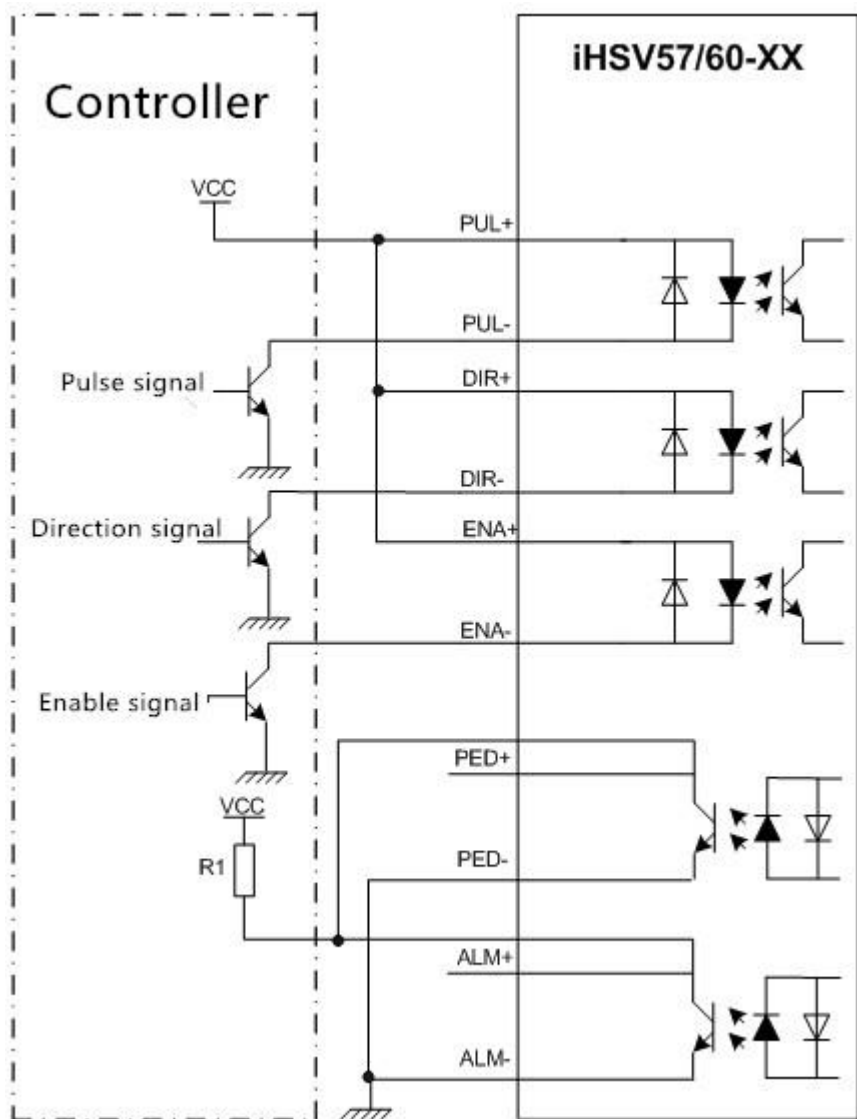 iHSV57/60-XX
Controller
VCC
PUL+
PUL-
Pulse signal
DIR+
DIR-
Direction signal
ENA+
ENA-
Enable signal
PED+
VCC
R1
PED-
ALM+
ALM-